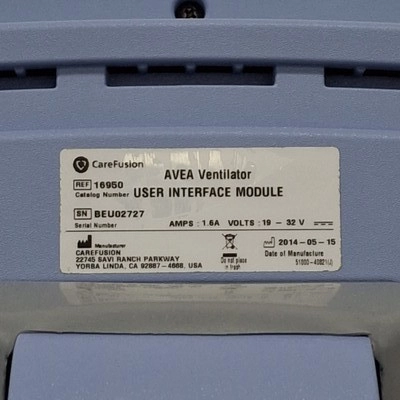 CareFusion
AVEA Ventilator
REF 16950
Catalog Number
USER INTERFACE MODULE
SN BEU02727
Serial Number
AMPS : 1.6A VOLTS : 19 - 32 V
Manufacturer
CAREFUSION
22745 SAVI RANCH PARKWAY
YORBA LINDA, CA 92887-4668. USA
Do not place
in trash
2014-05-15
Date of Manufacture